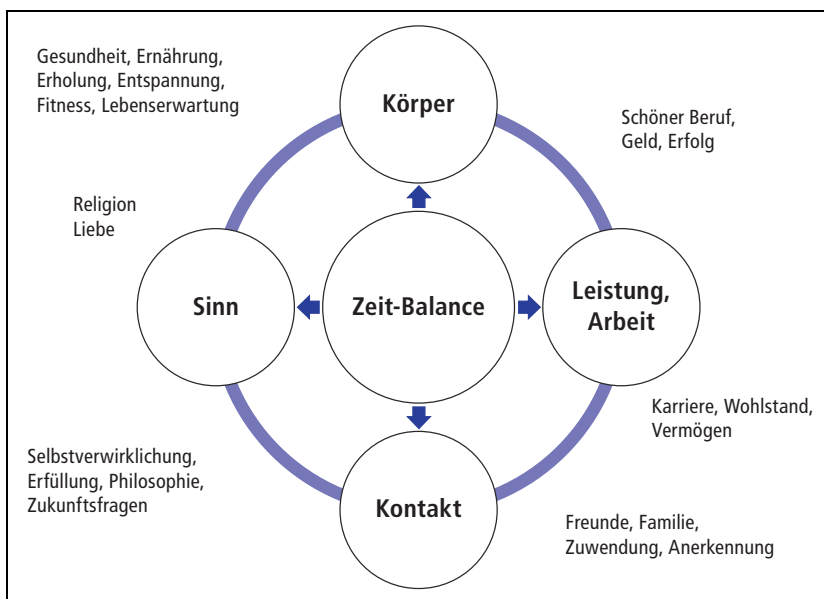 Gesundheit, Ernährung,
Erholung, Entspannung,
Fitness, Lebenserwartung
Körper
Schöner Beruf,
Geld, Erfolg
Religion
Liebe
Sinn
Zeit-Balance
Leistung,
Arbeit
Karriere, Wohlstand,
Vermögen
Selbstverwirklichung,
Erfüllung, Philosophie,
Zukunftsfragen
Kontakt
Freunde, Familie,
Zuwendung, Anerkennung